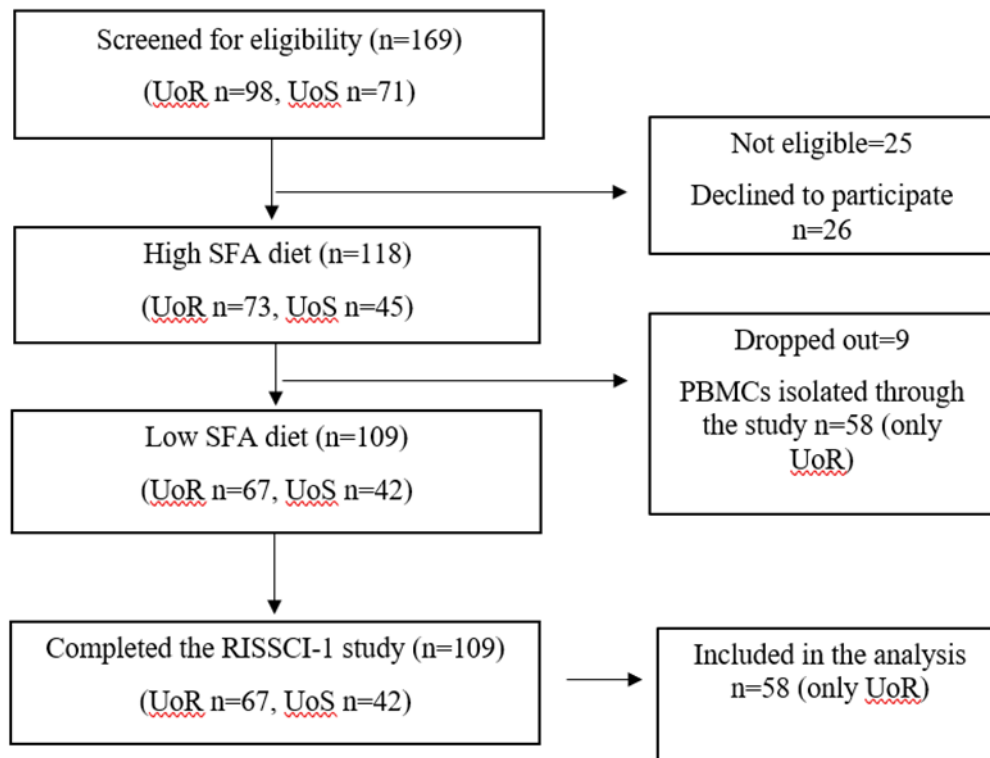 Screened for eligibility (n=169)
(UoR n=98, UoS n=71)
Not eligible=25
Declined to participate
n=26
High SFA diet (n=118)
(UoR n=73, UoS n=45)
Dropped out=9
PBMCs isolated through
the study n=58 (only
UoR)
Low SFA diet (n=109)
(UoR n=67, UoS n=42)
Completed the RISSCI-1 study (n=109)
(UoR n=67, UoS n=42)
Included in the analysis
n=58 (only UoR)